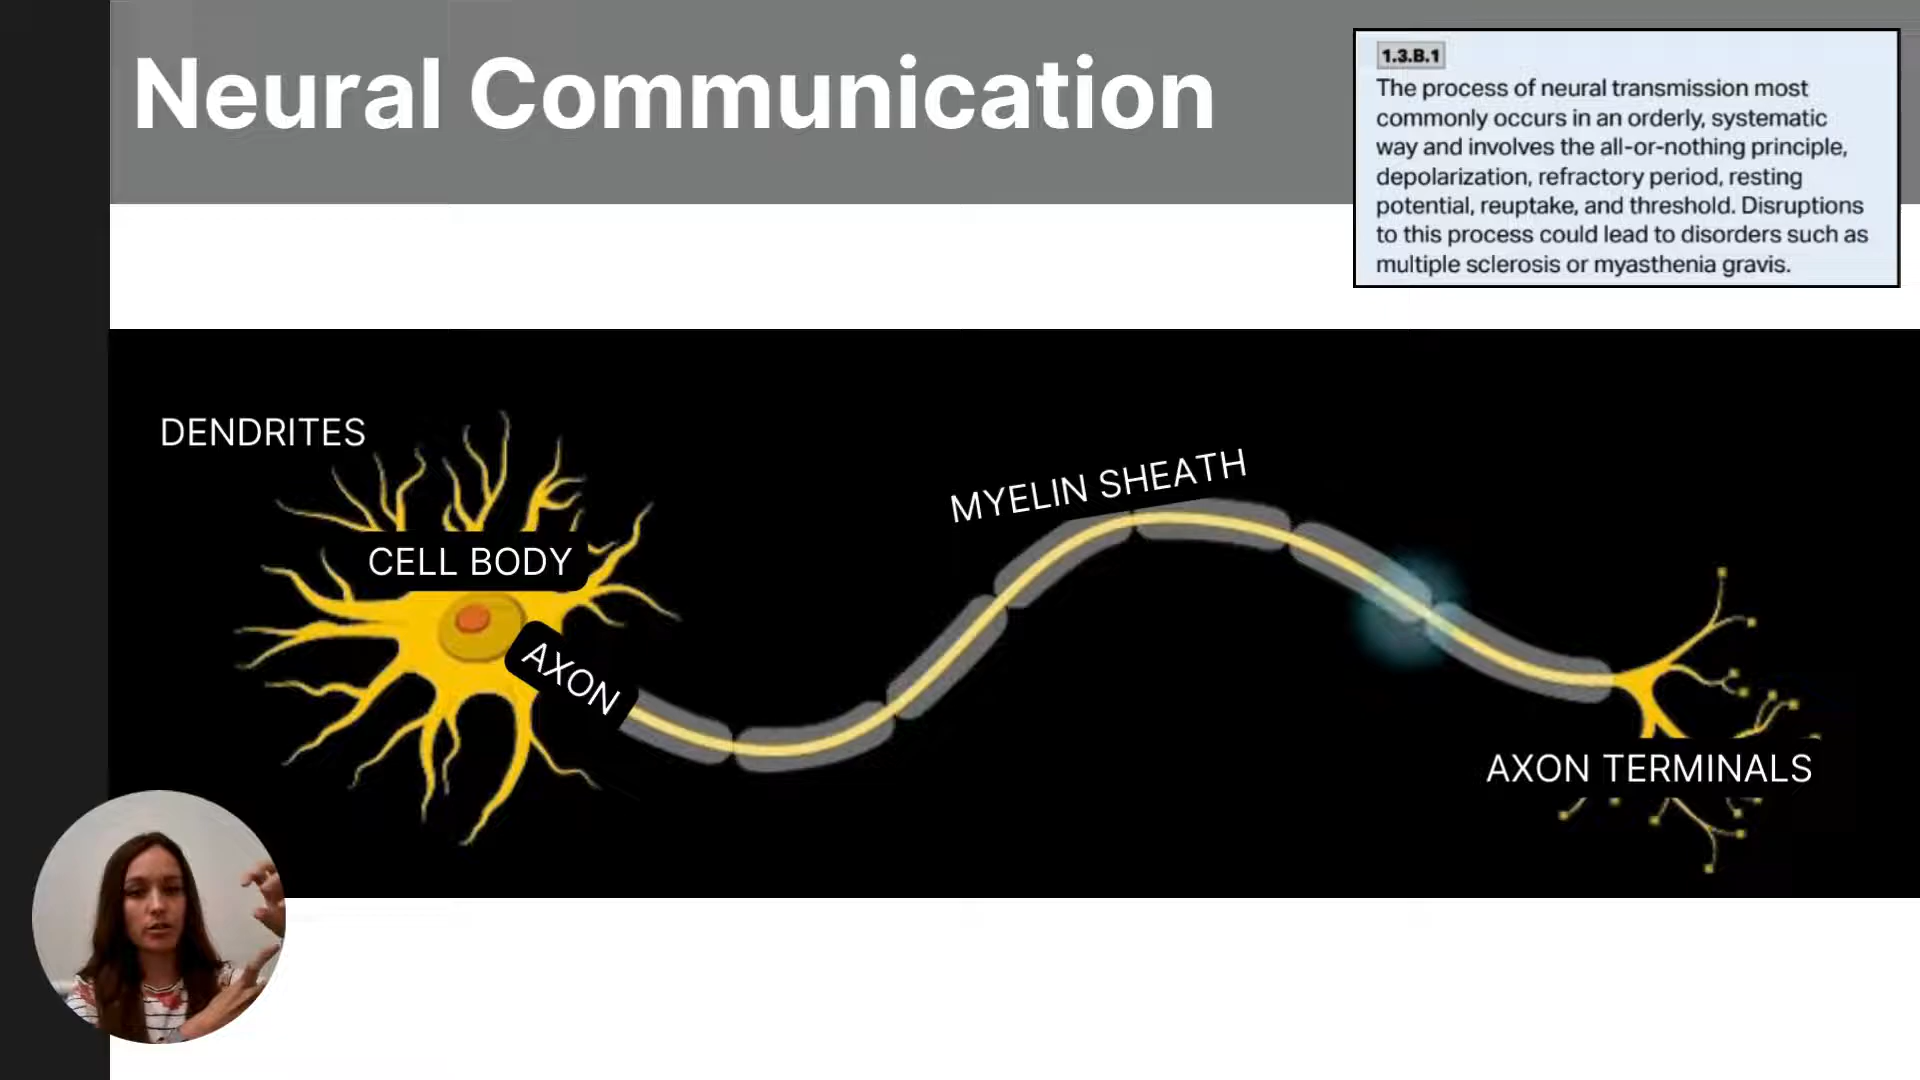 Neural Communication
1.3.B.1
The process of neural transmission most
commonly occurs in an orderly, systematic
way and involves the all-or-nothing principle,
depolarization, refractory period, resting
potential, reuptake, and threshold. Disruptions
to this process could lead to disorders such as
multiple sclerosis or myasthenia gravis.
DENDRITES
MYELIN SHEATH
CELL BODY
AXON
AXON TERMINALS